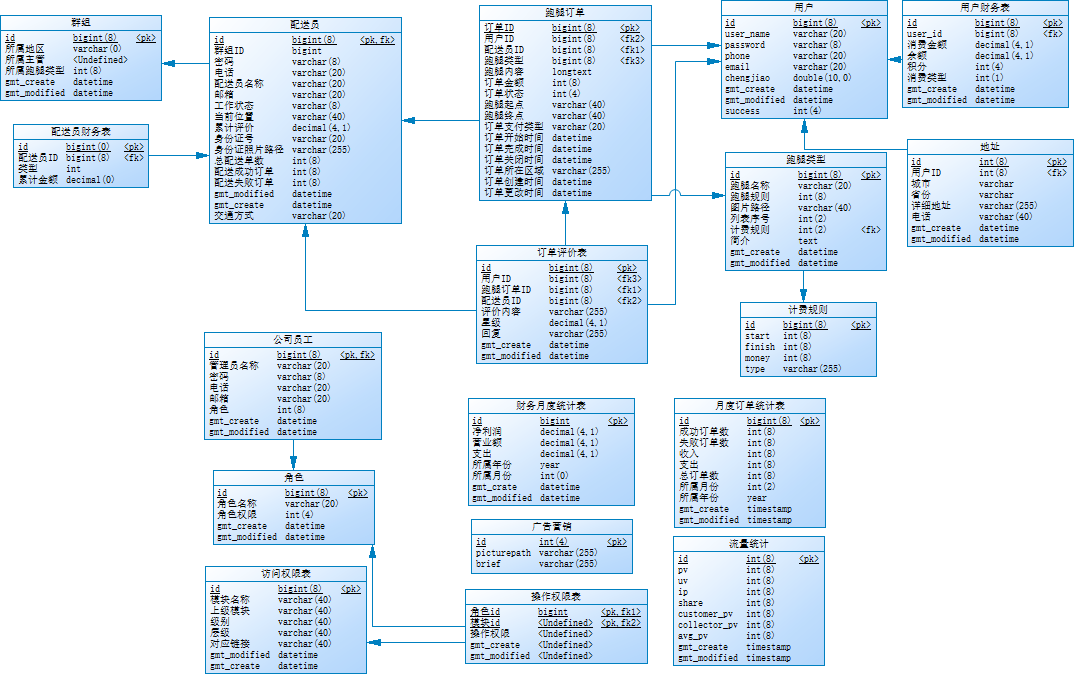 群组
id bigint(8) <pk>
所属地区 varchar(0)
所属主管 <Undefined>
所属跑腿类型 int(8)
gmt_create datetime
gmt_modified datetime
配送员财务表
id bigint(0) <pk>
配送员ID bigint(8) <fk>
类型 int
累计金额 decimal(0)
配送员
id bigint(8) <pk,fk>
群组ID bigint
密码 varchar(8)
电话 varchar(20)
配送员名称 varchar(20)
邮箱 varchar(20)
工作状态 varchar(8)
当前位置 varchar(40)
累计评价 decimal(4,1)
身份证号 varchar(20)
身份证照片路径 varchar(255)
总配送单数 int(8)
配送成功订单 int(8)
配送失败订单 int(8)
gmt_modified datetime
gmt_create datetime
交通方式 varchar(20)
跑腿订单
订单ID bigint(8) <pk>
用户ID bigint(8) <fk2>
配送员ID bigint(8) <fk1>
跑腿类型 bigint(8) <fk3>
跑腿内容 longtext
订单金额 int(8)
订单状态 int(4)
跑腿起点 varchar(40)
跑腿终点 varchar(40)
订单支付类型 varchar(20)
订单开始时间 datetime
订单完成时间 datetime
订单关闭时间 datetime
订单所在区域 varchar(255)
订单创建时间 datetime
订单更改时间 datetime
用户
id bigint(8) <pk>
user_name varchar(20)
password varchar(8)
phone varchar(20)
email varchar(20)
chengjiao double(10,0)
gmt_create datetime
gmt_modified datetime
success int(4)
用户财务表
id bigint(8) <pk>
user_id bigint(8) <fk>
消费金额 decimal(4,1)
余额 decimal(4,1)
积分 int(4)
消费类型 int(1)
gmt_create datetime
gmt_modified datetime
地址
id int(8) <pk>
用户ID int(8) <fk>
城市 varchar
省份 varchar
详细地址 varchar(255)
电话 varchar(40)
gmt_create datetime
gmt_modified datetime
跑腿类型
id bigint(8) <pk>
跑腿名称 varchar(20)
跑腿规则 int(8)
图片路径 varchar(40)
列表序号 int(2)
计费规则 int(2) <fk>
简介 text
gmt_create datetime
gmt_modified datetime
订单评价表
id bigint(8) <pk>
用户ID bigint(8) <fk3>
跑腿订单ID bigint(8) <fk1>
配送员ID bigint(8) <fk2>
评价内容 varchar(255)
星级 decimal(4,1)
回复 varchar(255)
gmt_create datetime
gmt_modified datetime
计费规则
id bigint(8) <pk>
start int(8)
finish int(8)
money int(8)
type varchar(255)
公司员工
id bigint(8) <pk,fk>
管理员名称 varchar(20)
密码 varchar(8)
电话 varchar(20)
邮箱 varchar(20)
角色 int(8)
gmt_create datetime
gmt_modified datetime
角色
id bigint(8) <pk>
角色名称 varchar(20)
角色权限 int(4)
gmt_create datetime
gmt_modified datetime
访问权限表
id bigint(8) <pk>
模块名称 varchar(40)
上级模块 varchar(40)
级别 varchar(40)
层级 varchar(40)
对应链接 varchar(40)
gmt_modified datetime
gmt_create datetime
财务月度统计表
id bigint <pk>
净利润 decimal(4,1)
营业额 decimal(4,1)
支出 decimal(4,1)
所属年份 year
所属月份 int(0)
gmt_crate datetime
gmt_modified datetime
广告营销
id int(4) <pk>
picturepath varchar(255)
brief varchar(255)
操作权限表
角色id bigint <pk,fk1>
模块id <Undefined> <pk,fk2>
操作权限 <Undefined>
gmt_create <Undefined>
gmt_modified <Undefined>
月度订单统计表
id bigint(8) <pk>
成功订单数 int(8)
失败订单数 int(8)
收入 int(8)
支出 int(8)
总订单数 int(8)
所属月份 int(2)
所属年份 year
gmt_create timestamp
gmt_modified timestamp
流量统计
id int(8) <pk>
pv int(8)
uv int(8)
ip int(8)
share int(8)
customer_pv int(8)
collector_pv int(8)
avg_pv int(8)
gmt_create timestamp
gmt_modified timestamp